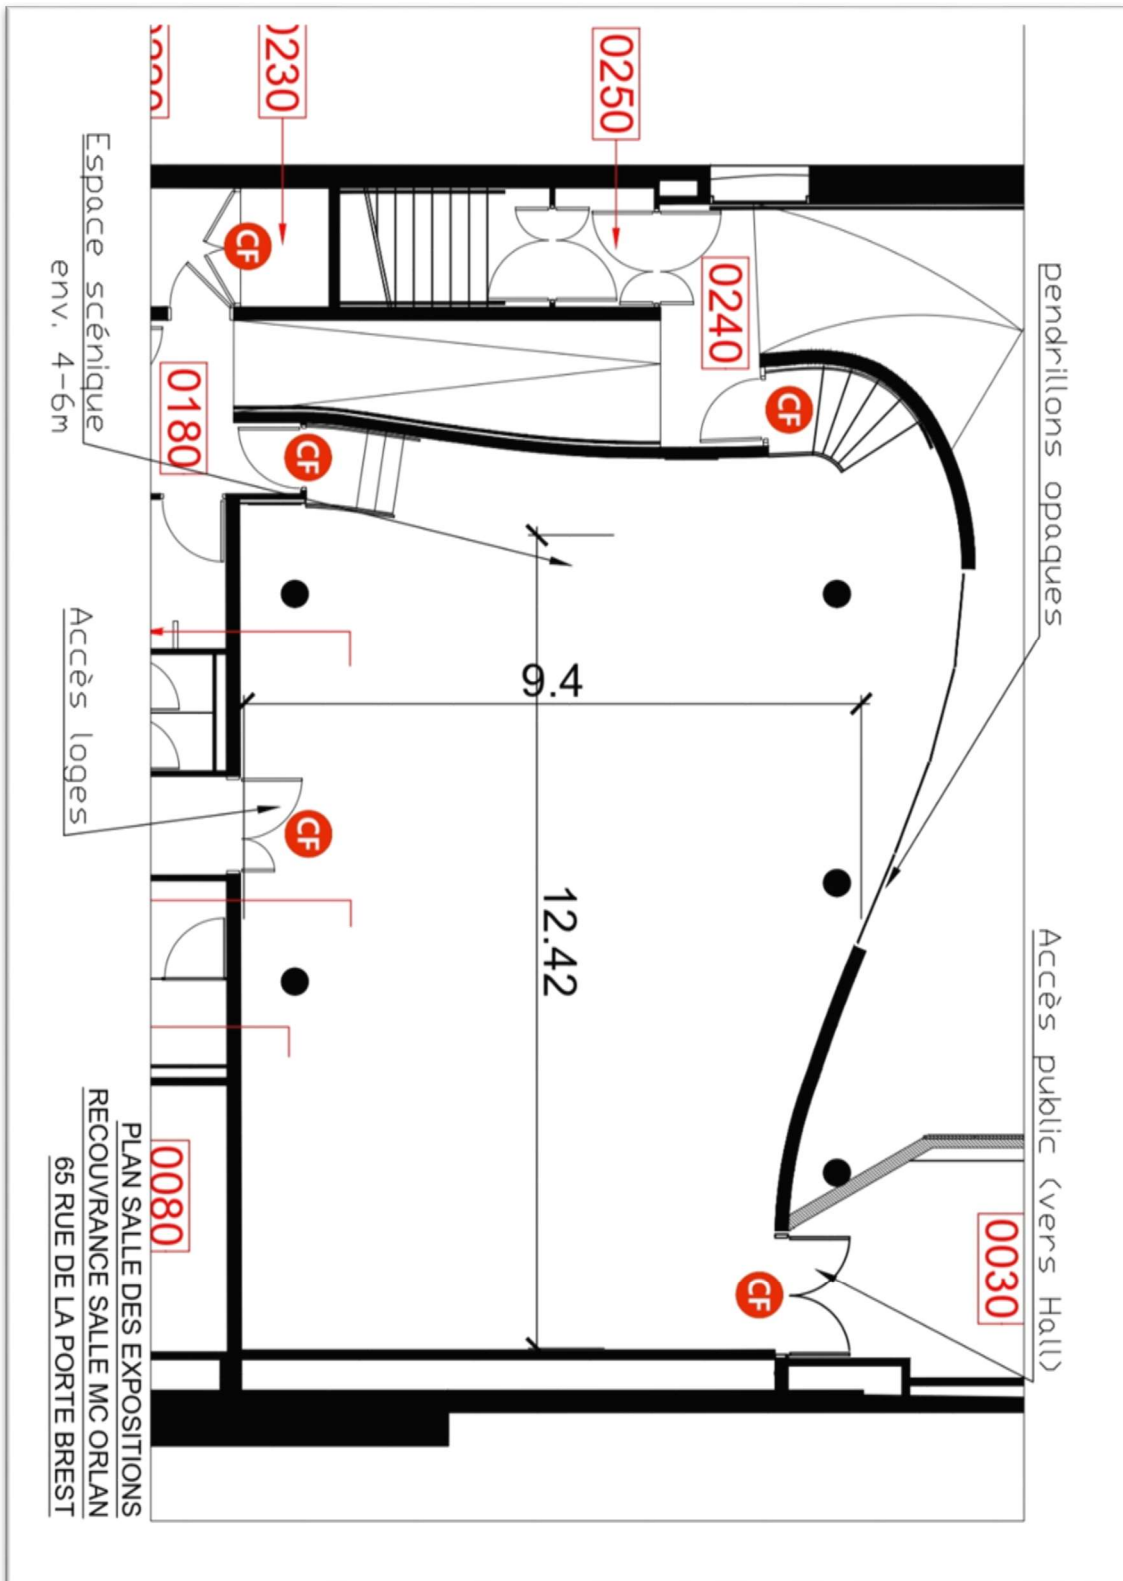 pendrillons opaques
Accès public (vers Hall)
0030
0250
0240
CF
0230
CF
0180
CF
9.4
12.42
CF
CF
Espace scénique
env. 4-6m
Accès loges
0080
PLAN SALLE DES EXPOSITIONS
RECOUVRANCE SALLE MC ORLAN
65 RUE DE LA PORTE BREST